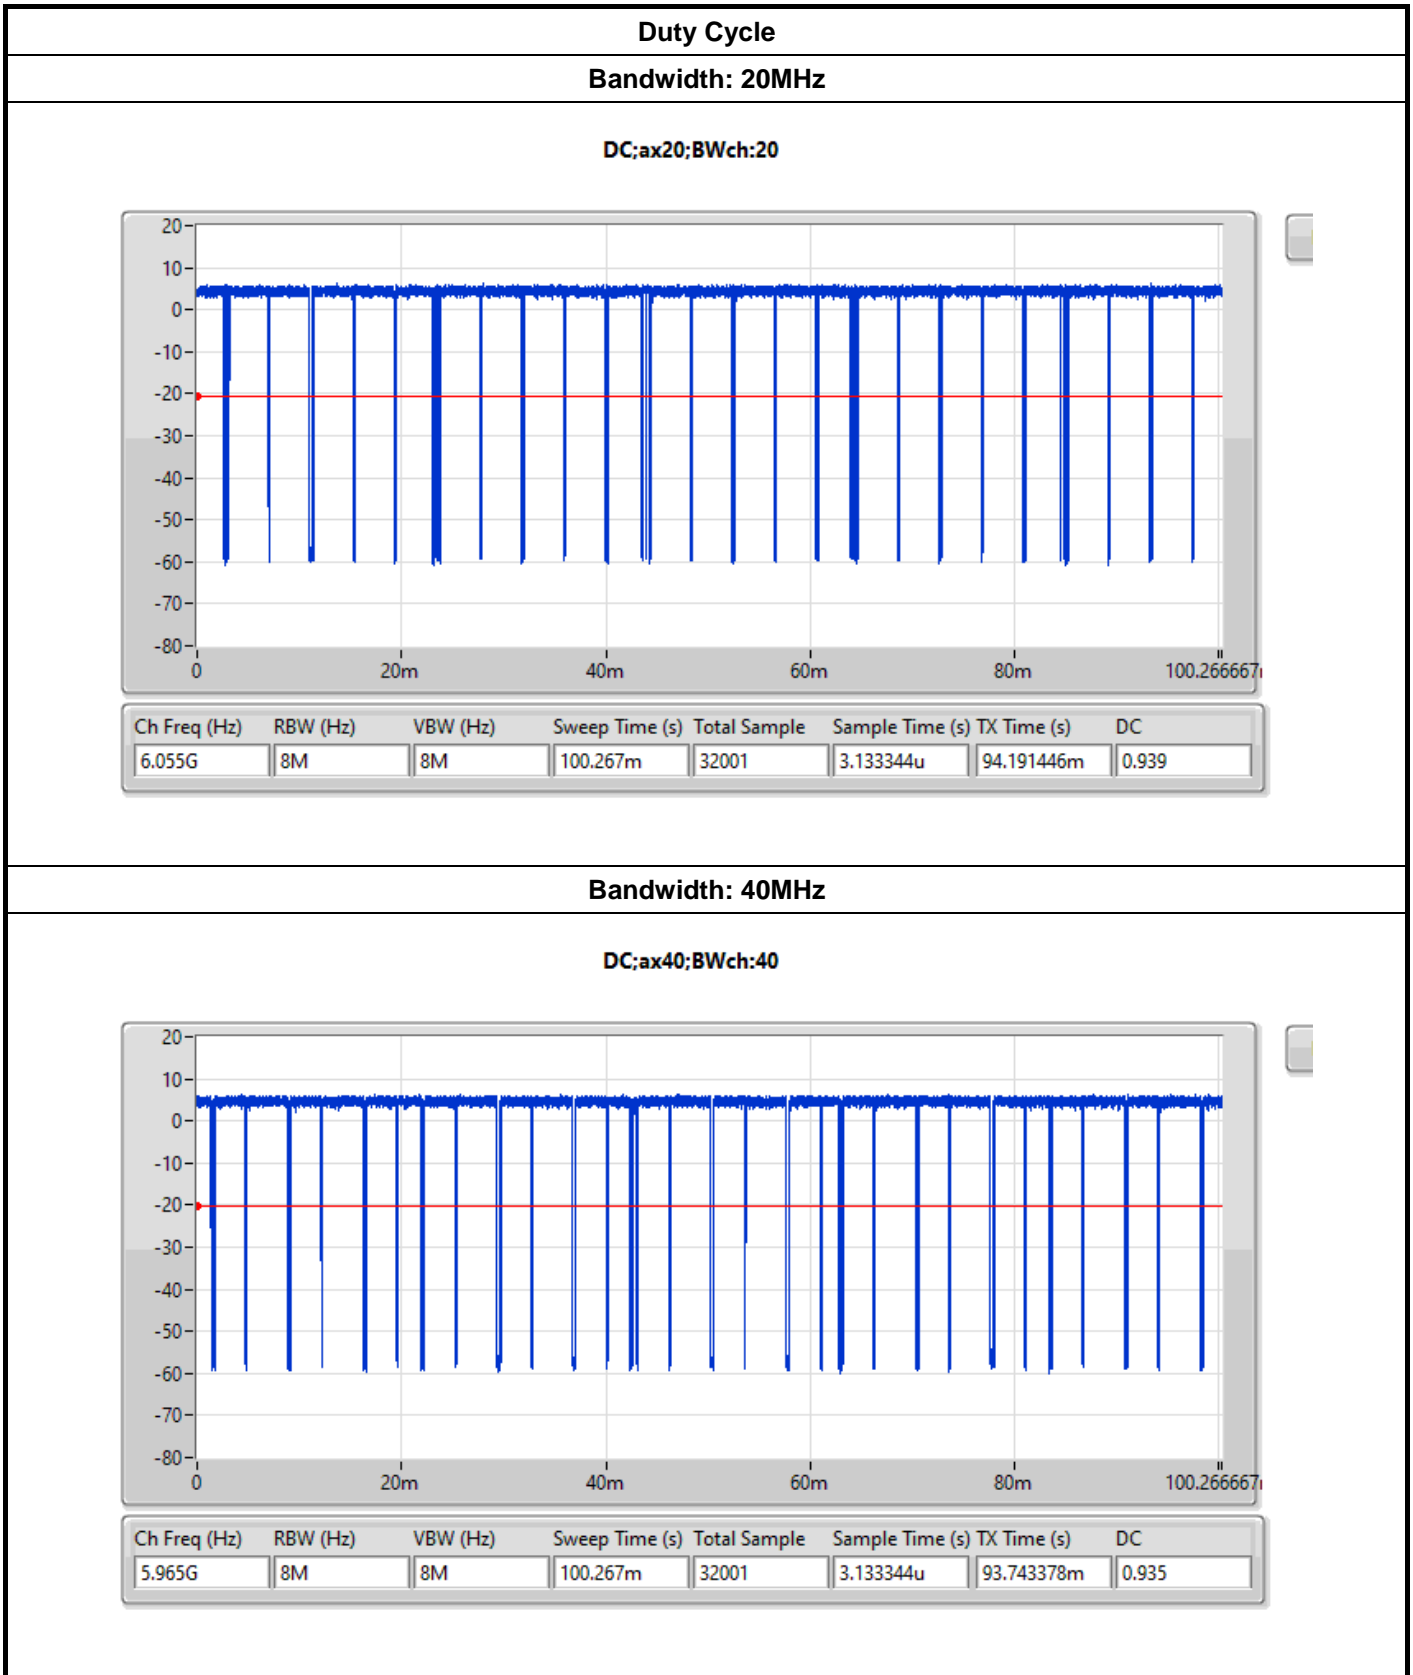 Duty Cycle
Bandwidth: 20MHz
DC;ax20;BWch:20
20
10
0
-10
-20
-30
-40
-50
-60
-70
-80
0 20m 40m 60m 80m 100.266667
Ch Freq (Hz) RBW (Hz) VBW (Hz) Sweep Time (s) Total Sample Sample Time (s) TX Time (s) DC
6.055G 8M 8M 100.267m 32001 3.133344u 94.191446m 0.939
Bandwidth: 40MHz
DC;ax40;BWch:40
20
10
0
-10
-20
-30
-40
-50
-60
-70
-80
0 20m 40m 60m 80m 100.266667
Ch Freq (Hz) RBW (Hz) VBW (Hz) Sweep Time (s) Total Sample Sample Time (s) TX Time (s) DC
5.965G 8M 8M 100.267m 32001 3.133344u 93.743378m 0.935